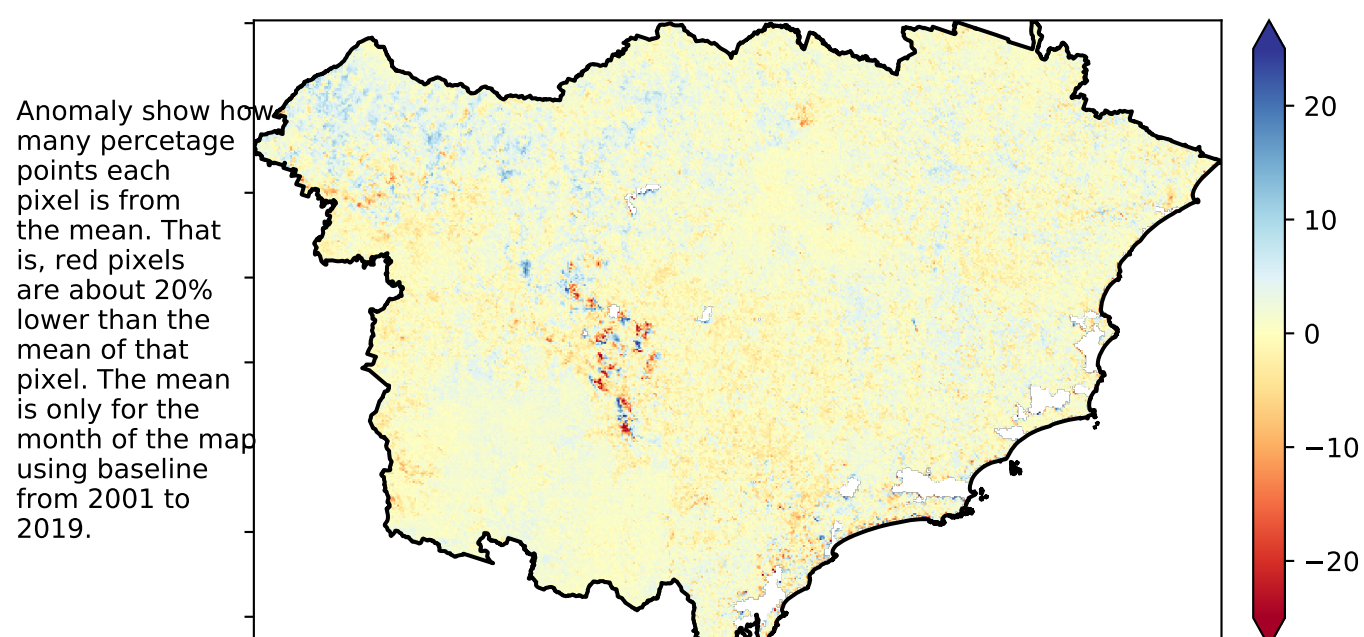 Anomaly show how
many percetage
points each
pixel is from
the mean. That
is, red pixels
are about 20%
lower than the
mean of that
pixel. The mean
is only for the
month of the map
using baseline
from 2001 to
2019.
20
10
0
−10
−20